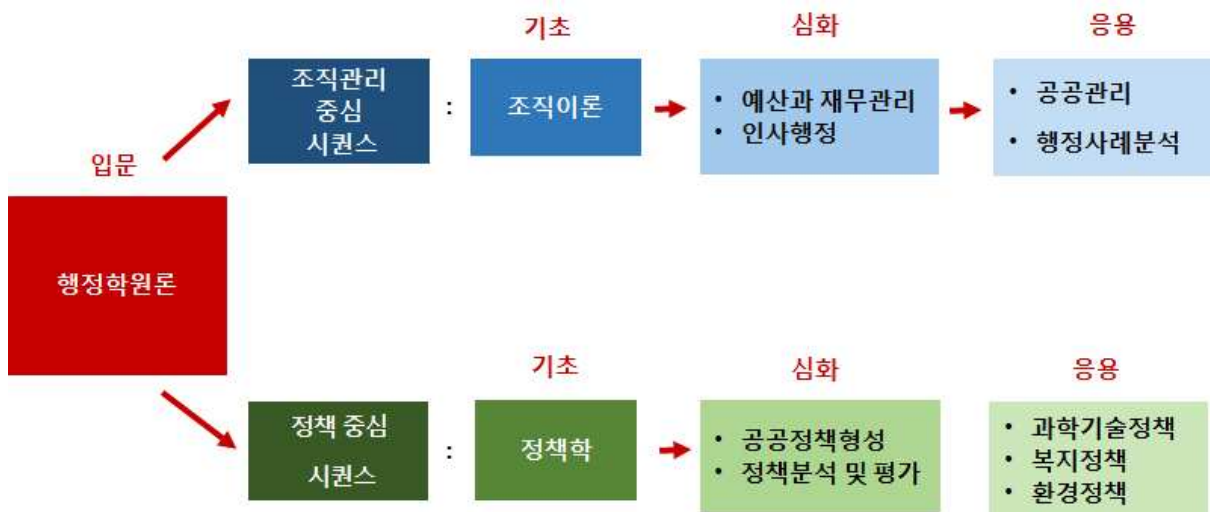 기초
심화
응용
조직관리
중심
시퀀스
:
조직이론
• 예산과 재무관리
• 인사행정
• 공공관리
• 행정사례분석
입문
행정학원론
기초
심화
응용
정책 중심
시퀀스
:
정책학
• 공공정책형성
• 정책분석 및 평가
• 과학기술정책
• 복지정책
• 환경정책